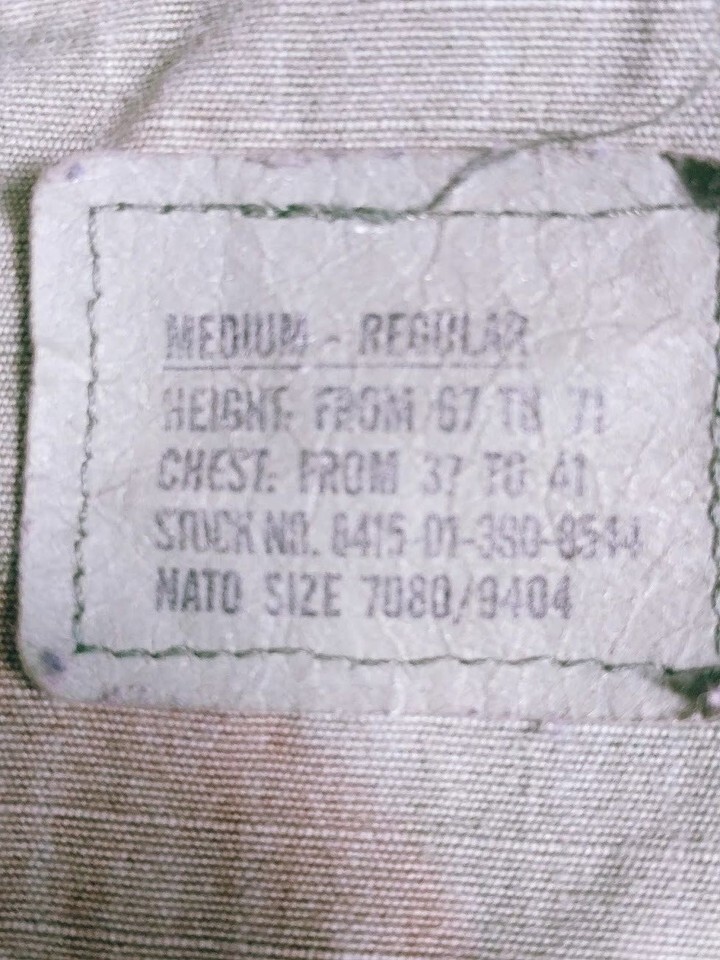 MEDIUM - REGULAR
HEIGHT: FROM 67 TO 71
CHEST: FROM 37 TO 41
STOCK NO. 8415-01-390-8544
NATO SIZE 7080/9404